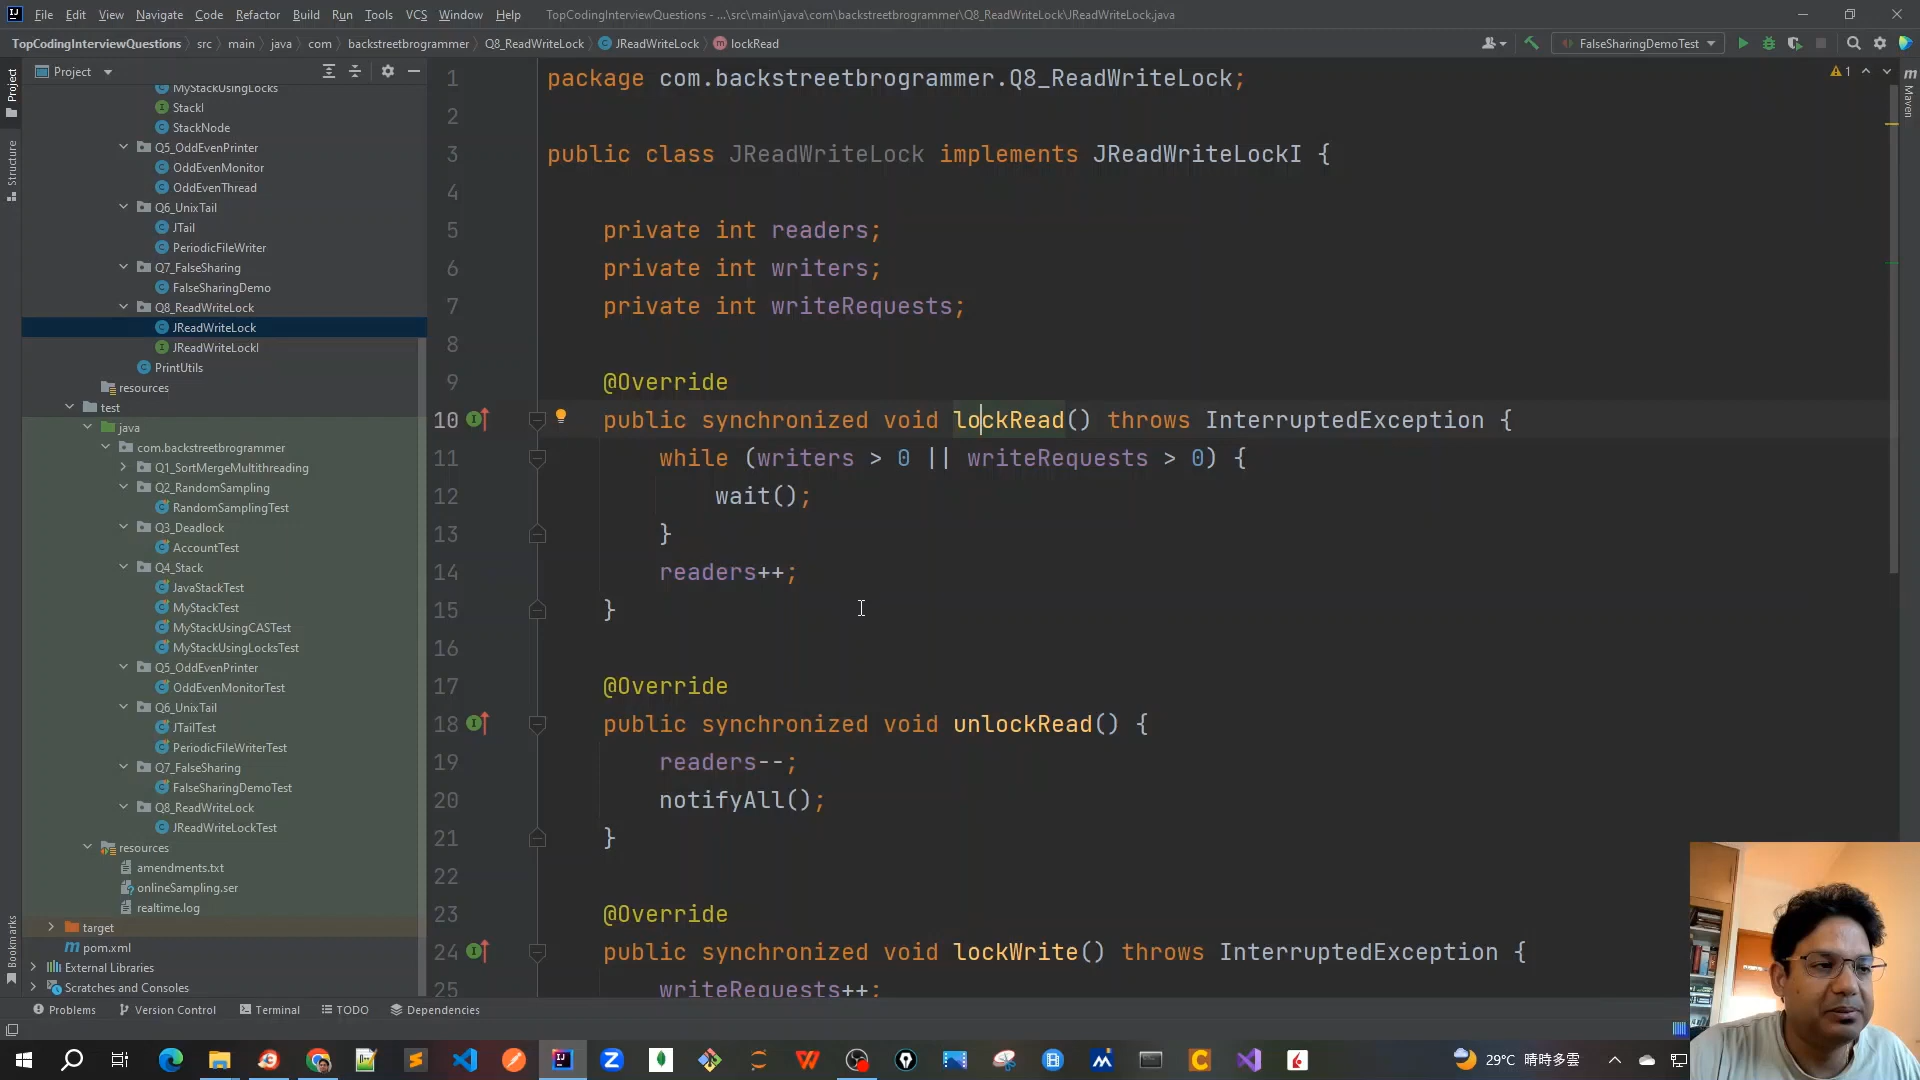 File Edit View Navigate Code Refactor Build Run Tools VCS Window Help TopCodingInterviewQuestions - ...\src\main\java\com\backstreetbrogrammer\Q8_ReadWriteLock\JReadWriteLock.java
TopCodingInterviewQuestions src main java com backstreetbrogrammer Q8_ReadWriteLock JReadWriteLock lockRead FalseSharingDemoTest
Project
MyStackUsingLocks
StackI
StackNode
Q5_OddEvenPrinter
OddEvenMonitor
OddEvenThread
Q6_UnixTail
JTail
PeriodicFileWriter
Q7_FalseSharing
FalseSharingDemo
Q8_ReadWriteLock
JReadWriteLock
JReadWriteLockI
PrintUtils
resources
test
java
com.backstreetbrogrammer
Q1_SortMergeMultithreading
Q2_RandomSampling
RandomSamplingTest
Q3_Deadlock
AccountTest
Q4_Stack
JavaStackTest
MyStackTest
MyStackUsingCASTest
MyStackUsingLocksTest
Q5_OddEvenPrinter
OddEvenMonitorTest
Q6_UnixTail
JTailTest
PeriodicFileWriterTest
Q7_FalseSharing
FalseSharingDemoTest
Q8_ReadWriteLock
JReadWriteLockTest
resources
amendments.txt
onlineSampling.ser
realtime.log
target
pom.xml
External Libraries
Scratches and Consoles
Project
Structure
Bookmarks
1 package com.backstreetbrogrammer.Q8_ReadWriteLock;
2
3 public class JReadWriteLock implements JReadWriteLockI {
4
5 private int readers;
6 private int writers;
7 private int writeRequests;
8
9 @Override
10 public synchronized void lockRead() throws InterruptedException {
11 while (writers > 0 || writeRequests > 0) {
12 wait();
13 }
14 readers++;
15 }
16
17 @Override
18 public synchronized void unlockRead() {
19 readers--;
20 notifyAll();
21 }
22
23 @Override
24 public synchronized void lockWrite() throws InterruptedException {
25 writeRequests++;
1
Maven
Problems Version Control Terminal TODO Dependencies
29°C 晴時多雲